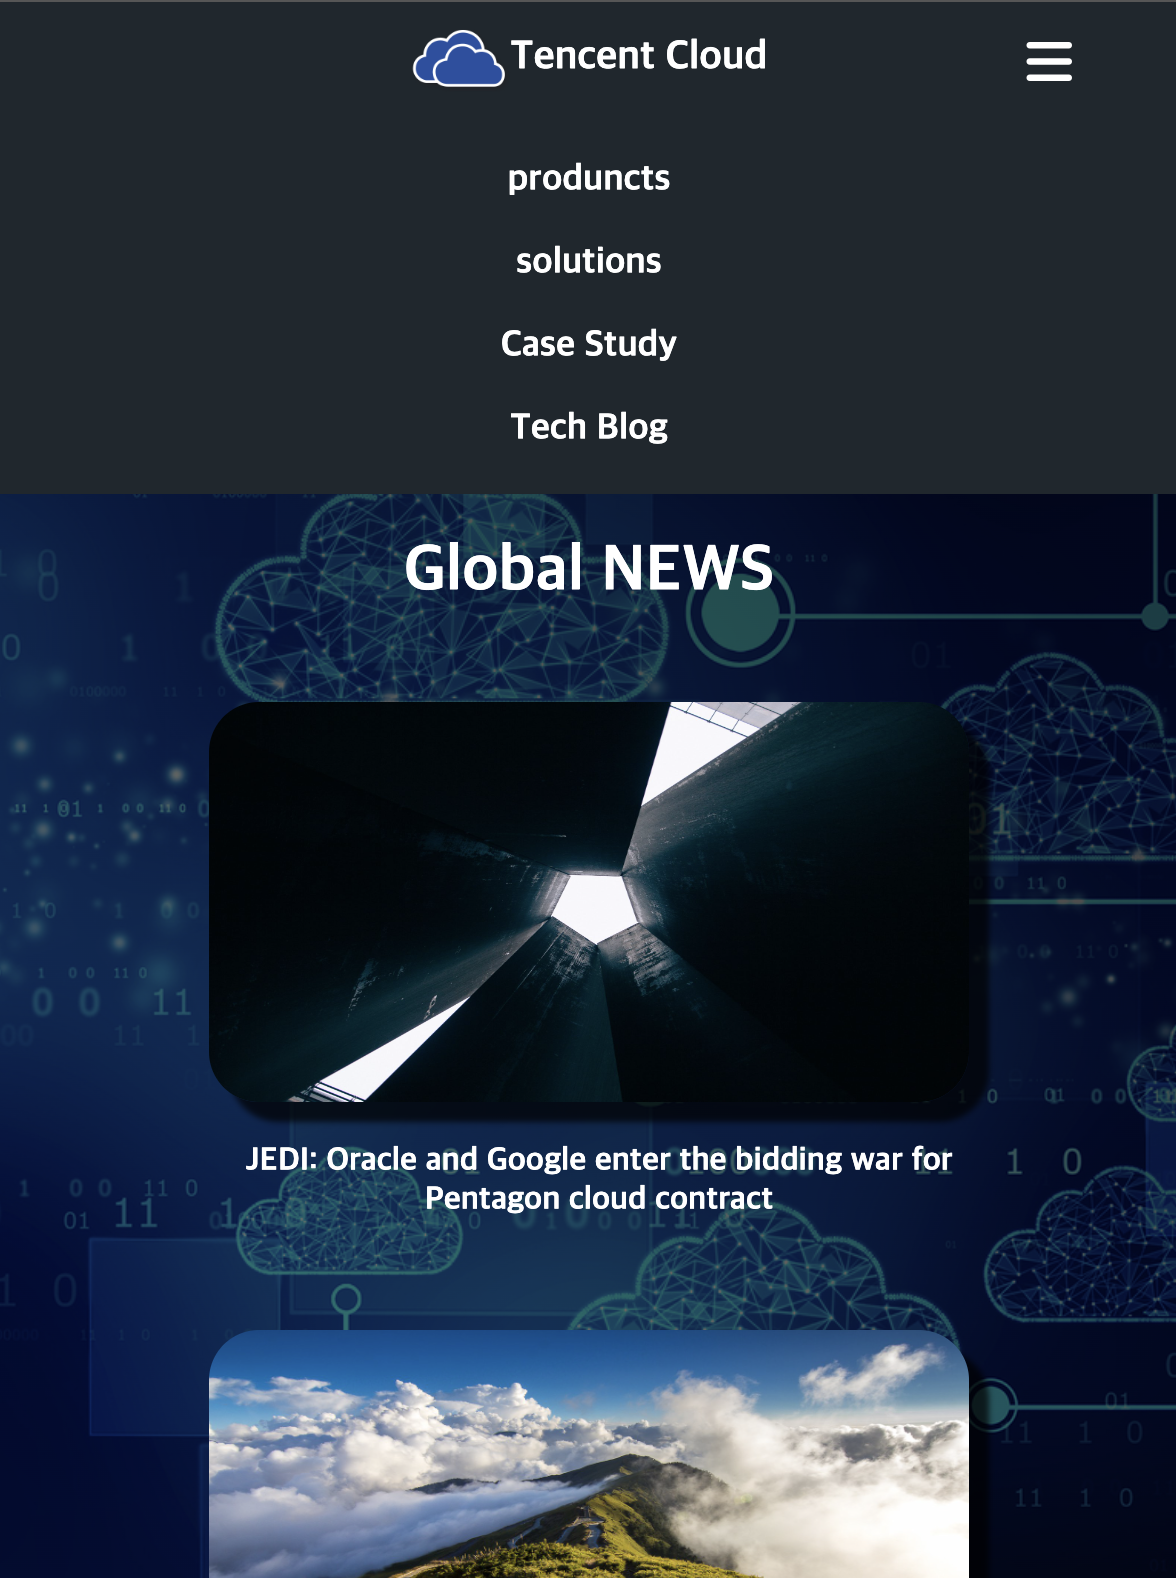 Tencent Cloud
produncts
solutions
Case Study
Tech Blog
Global NEWS
JEDI: Oracle and Google enter the bidding war for
Pentagon cloud contract